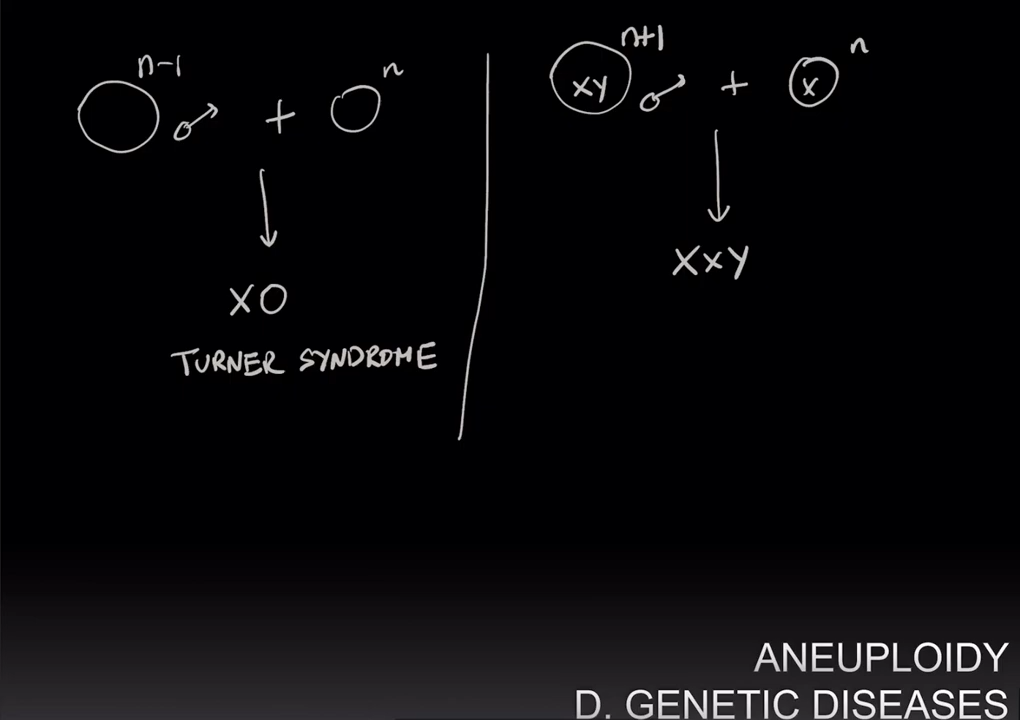 n-1
♂ + n
XO
TURNER SYNDROME
n+1
xy ♂ + x n
XxY
ANEUPLOIDY
D. GENETIC DISEASES